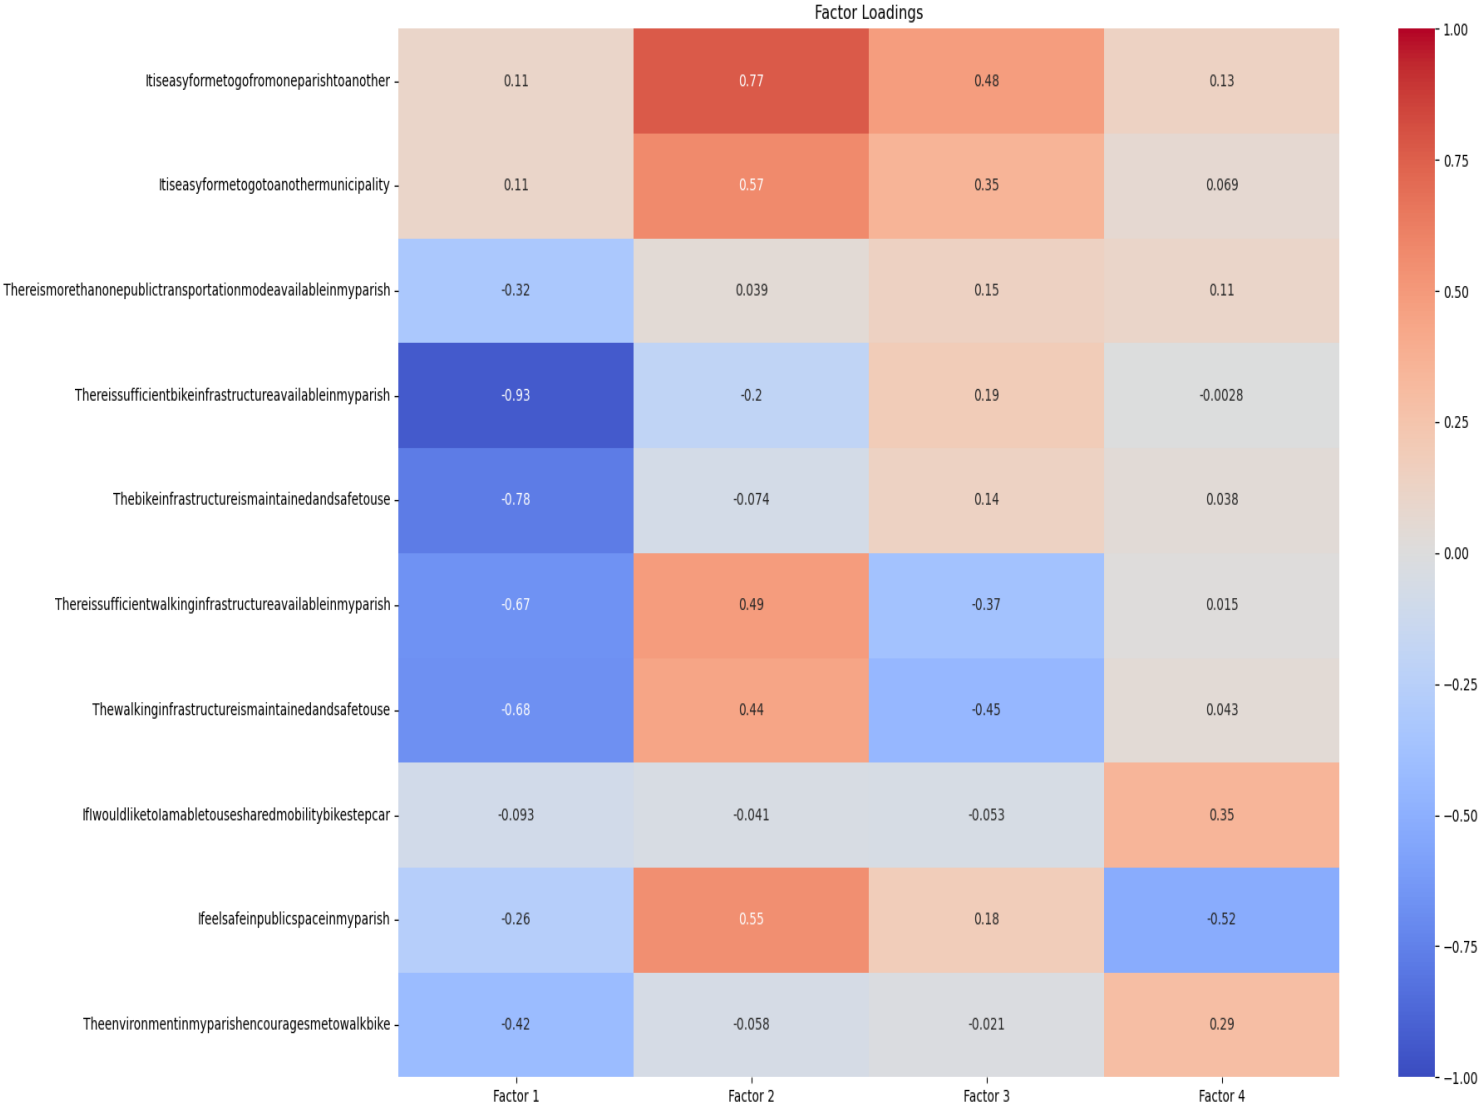 Factor Loadings
Itiseasyformetogofromoneparishtoanother
0.11 0.77 0.48 0.13
Itiseasyformetogotoanothermunicipality
0.11 0.57 0.35 0.069
Thereismorethanonepublictransportationmodeavailableinmyparish
-0.32 0.039 0.15 0.11
Thereissufficientbikeinfrastructureavailableinmyparish
-0.93 -0.2 0.19 -0.0028
Thebikeinfrastructureismaintainedandsafetouse
-0.78 -0.074 0.14 0.038
Thereissufficientwalkinginfrastructureavailableinmyparish
-0.67 0.49 -0.37 0.015
Thewalkinginfrastructureismaintainedandsafetouse
-0.68 0.44 -0.45 0.043
IfIwouldliketoIamabletousesharedmobilitybikestepcar
-0.093 -0.041 -0.053 0.35
Ifeelsafeinpublicspaceinmyparish
-0.26 0.55 0.18 -0.52
Theenvironmentinmyparishencouragesmetowalkbike
-0.42 -0.058 -0.021 0.29
Factor 1 Factor 2 Factor 3 Factor 4
1.00
0.75
0.50
0.25
0.00
−0.25
−0.50
−0.75
−1.00